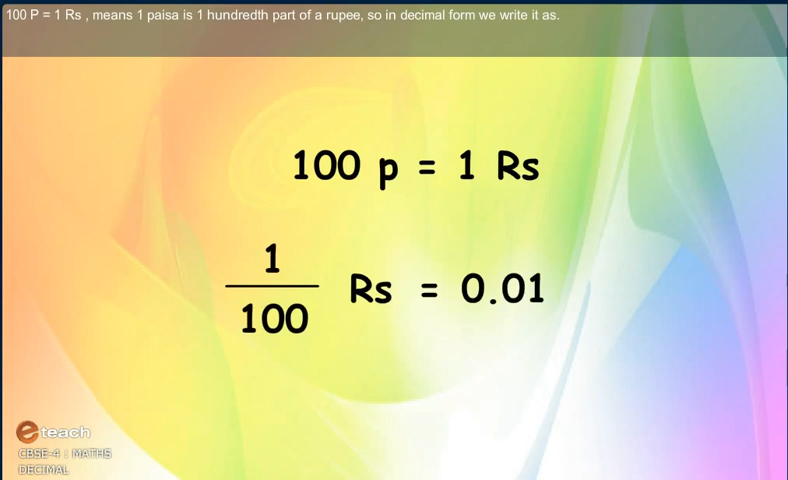 100 P = 1 Rs , means 1 paisa is 1 hundredth part of a rupee, so in decimal form we write it as.
100 p = 1 Rs
1
100
Rs = 0.01
e teach
CBSE-4 : MATHS
DECIMAL